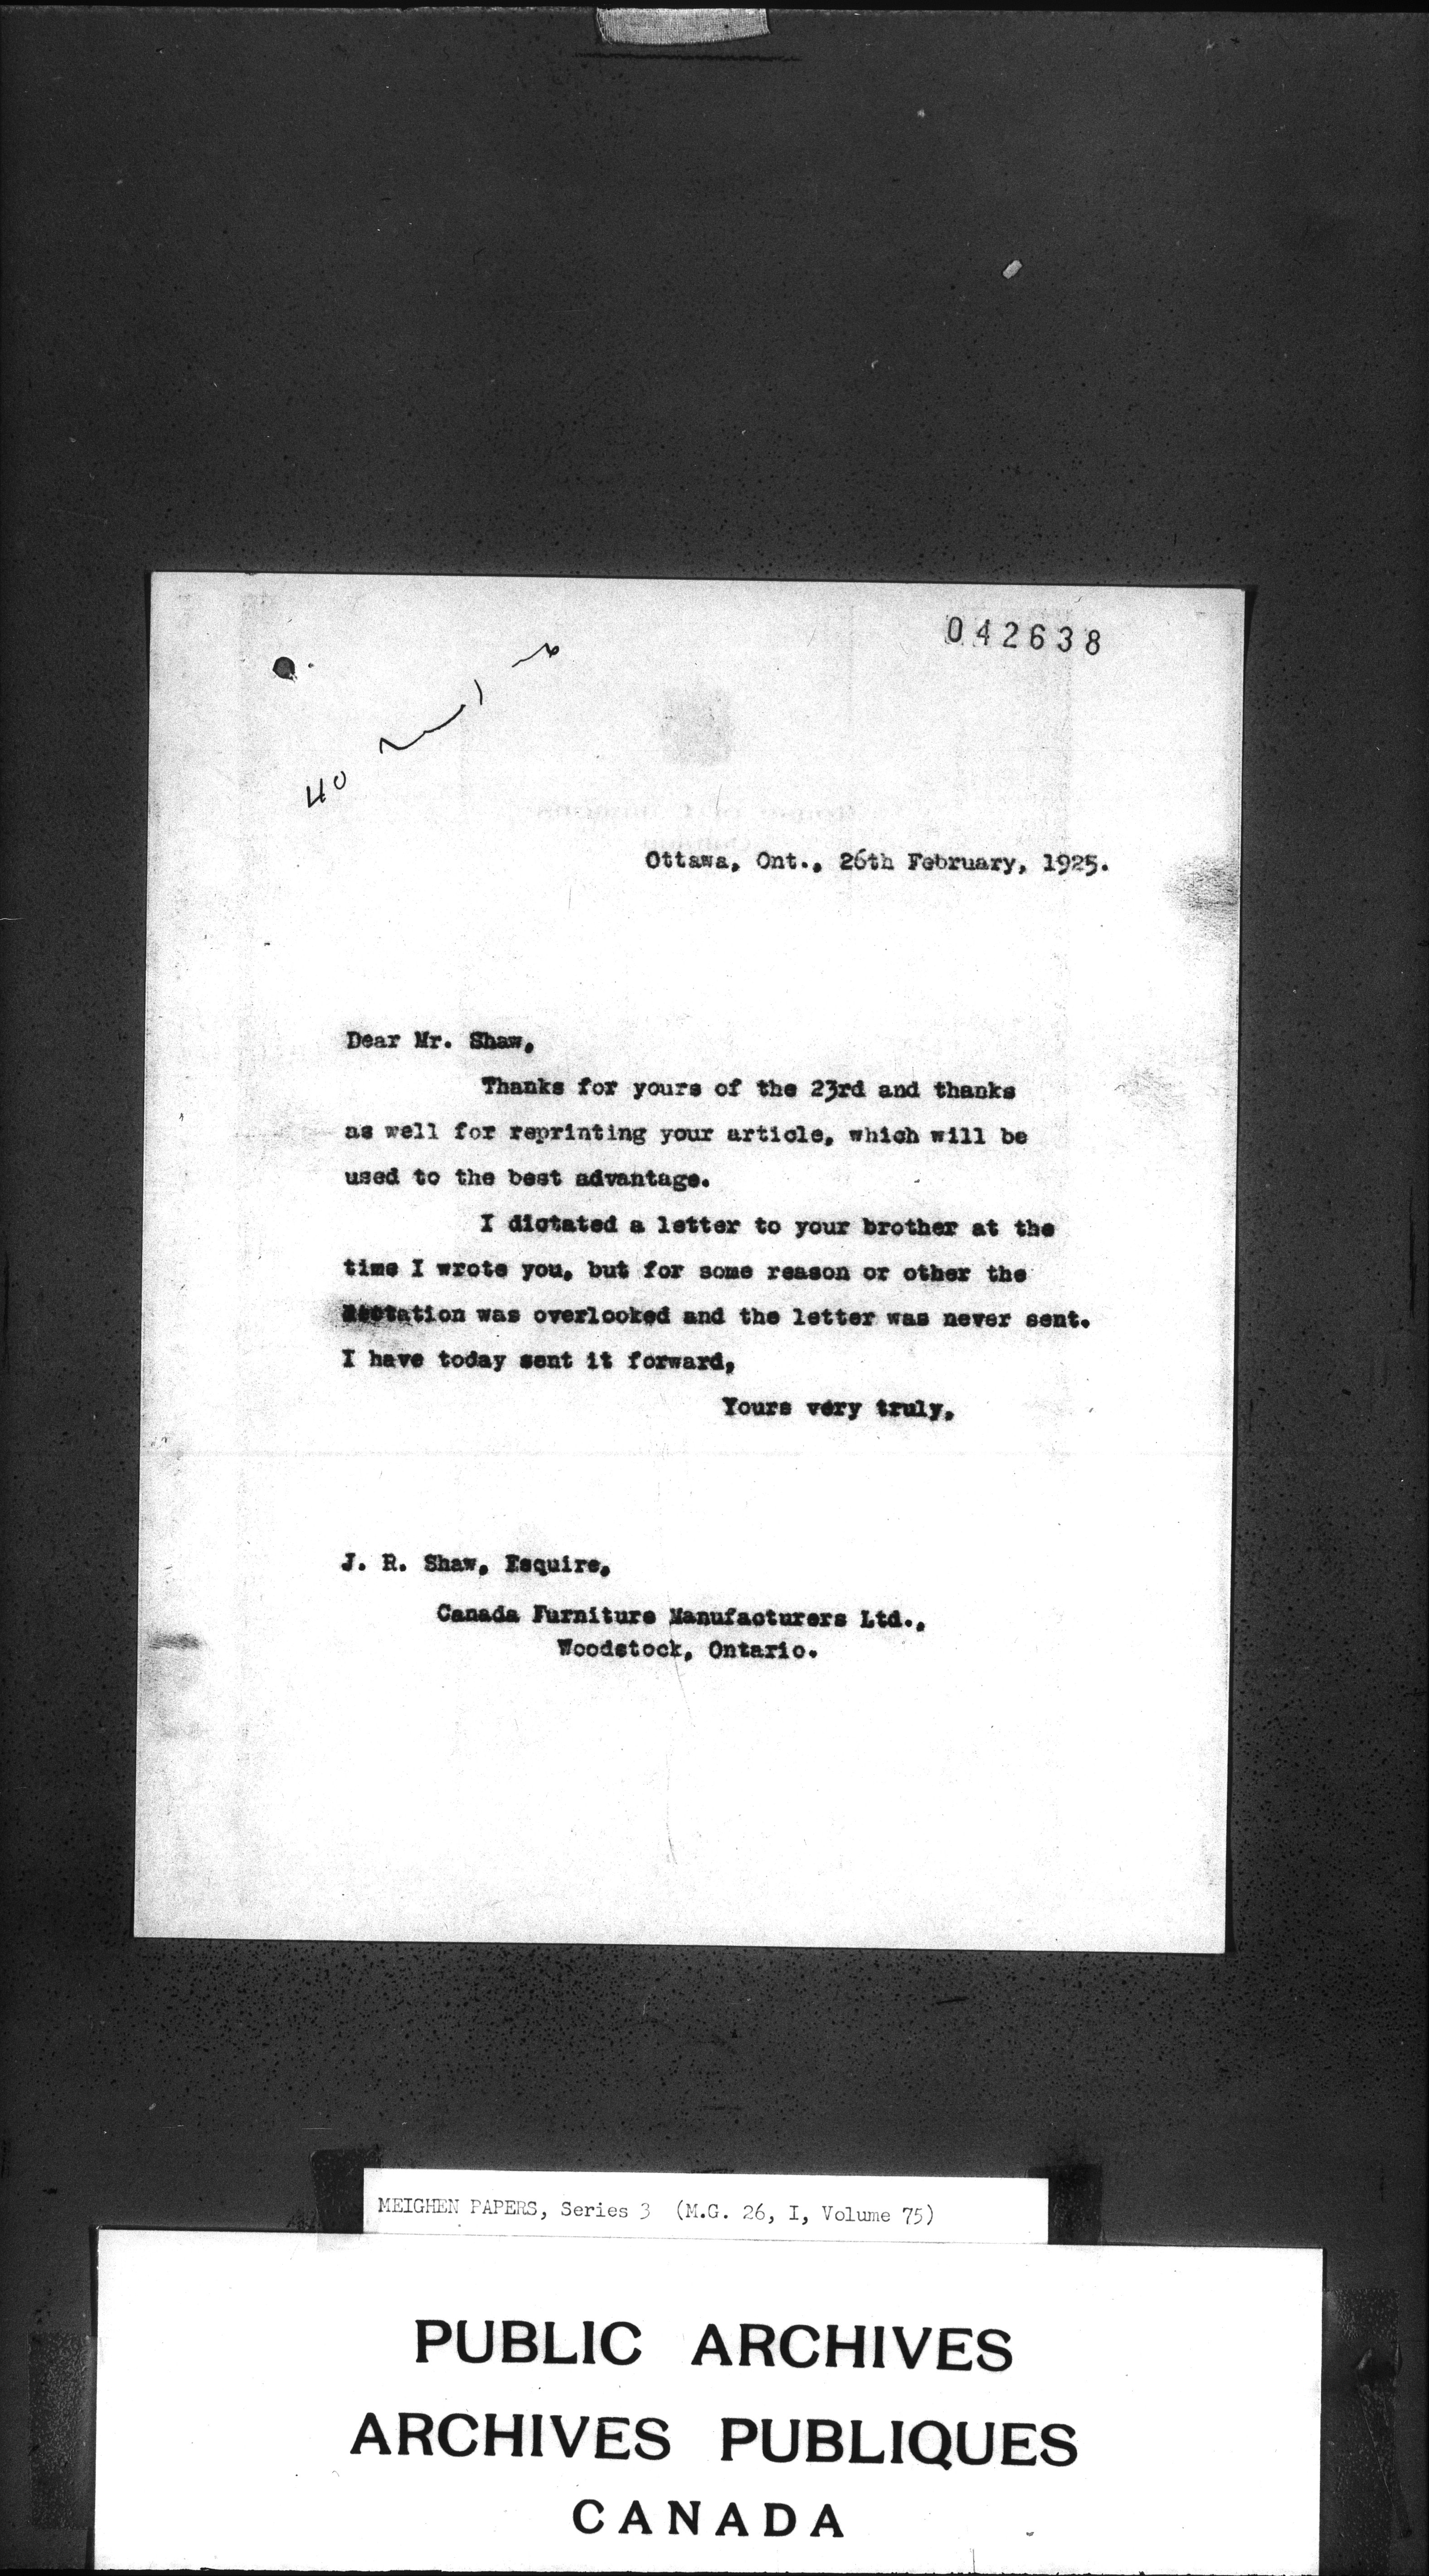 042638
40
Ottawa, Ont., 26th February, 1925.
Dear Mr. Shaw,
Thanks for yours of the 23rd and thanks
as well for reprinting your article, which will be
used to the best advantage.
I dictated a letter to your brother at the
time I wrote you, but for some reason or other the
was overlooked and the letter was never sent.
I have today sent it forward,
Yours very truly,
J. R. Shaw, Esquire,
Canada Furniture Manufacturers Ltd.,
Woodstock, Ontario.
MEIGHEN PAPERS, Series 3 (M.G. 26, I, Volume 75)
PUBLIC ARCHIVES
ARCHIVES PUBLIQUES
CANADA